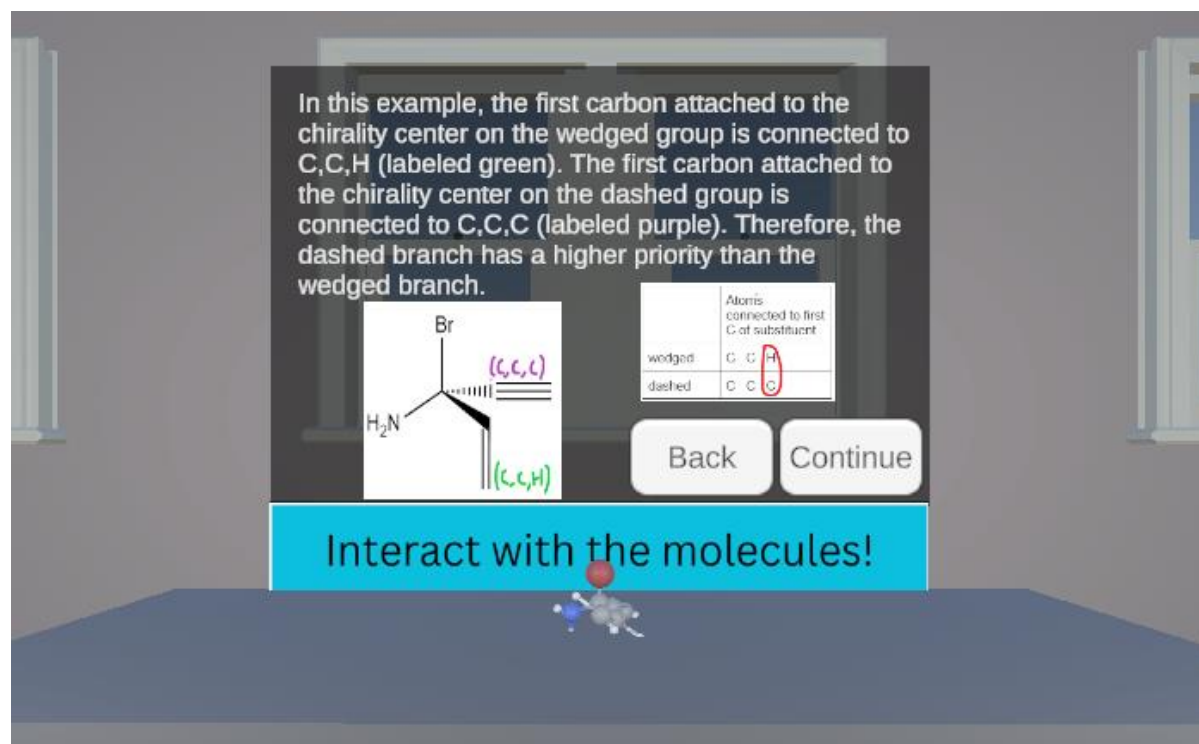 In this example, the first carbon attached to the
chirality center on the wedged group is connected to
C,C,H (labeled green). The first carbon attached to
the chirality center on the dashed group is
connected to C,C,C (labeled purple). Therefore, the
dashed branch has a higher priority than the
wedged branch.
Br
(C,C,C)
H₂N
(C,C,H)
Atoms
connected to first
C of substituent
wedged C C H
dashed C C C
Back
Continue
Interact with the molecules!